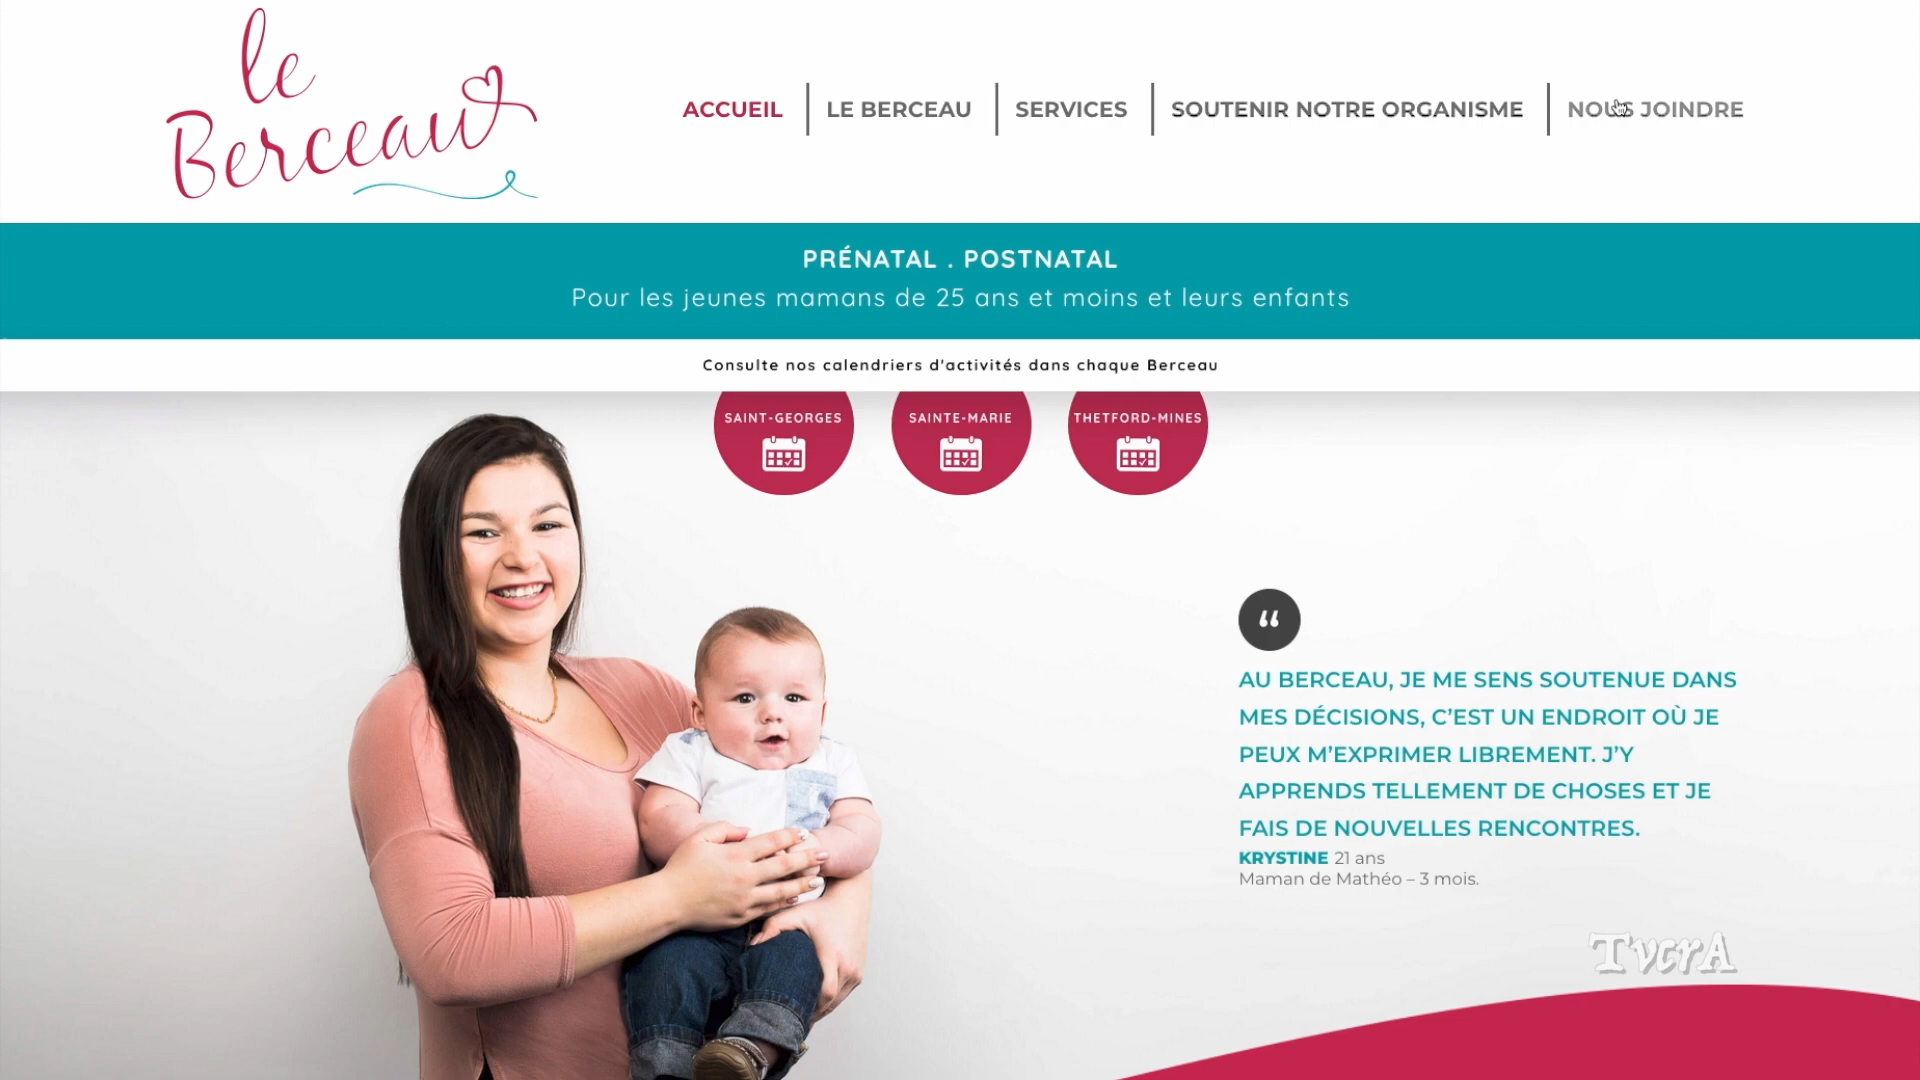 le
Berceau
ACCUEIL
LE BERCEAU
SERVICES
SOUTENIR NOTRE ORGANISME
NOUS JOINDRE
PRÉNATAL . POSTNATAL
Pour les jeunes mamans de 25 ans et moins et leurs enfants
Consulte nos calendriers d'activités dans chaque Berceau
SAINT-GEORGES
SAINTE-MARIE
THETFORD-MINES
“
AU BERCEAU, JE ME SENS SOUTENUE DANS
MES DÉCISIONS, C’EST UN ENDROIT OÙ JE
PEUX M’EXPRIMER LIBREMENT. J’Y
APPRENDS TELLEMENT DE CHOSES ET JE
FAIS DE NOUVELLES RENCONTRES.
KRYSTINE 21 ans
Maman de Mathéo – 3 mois.
TVCrA